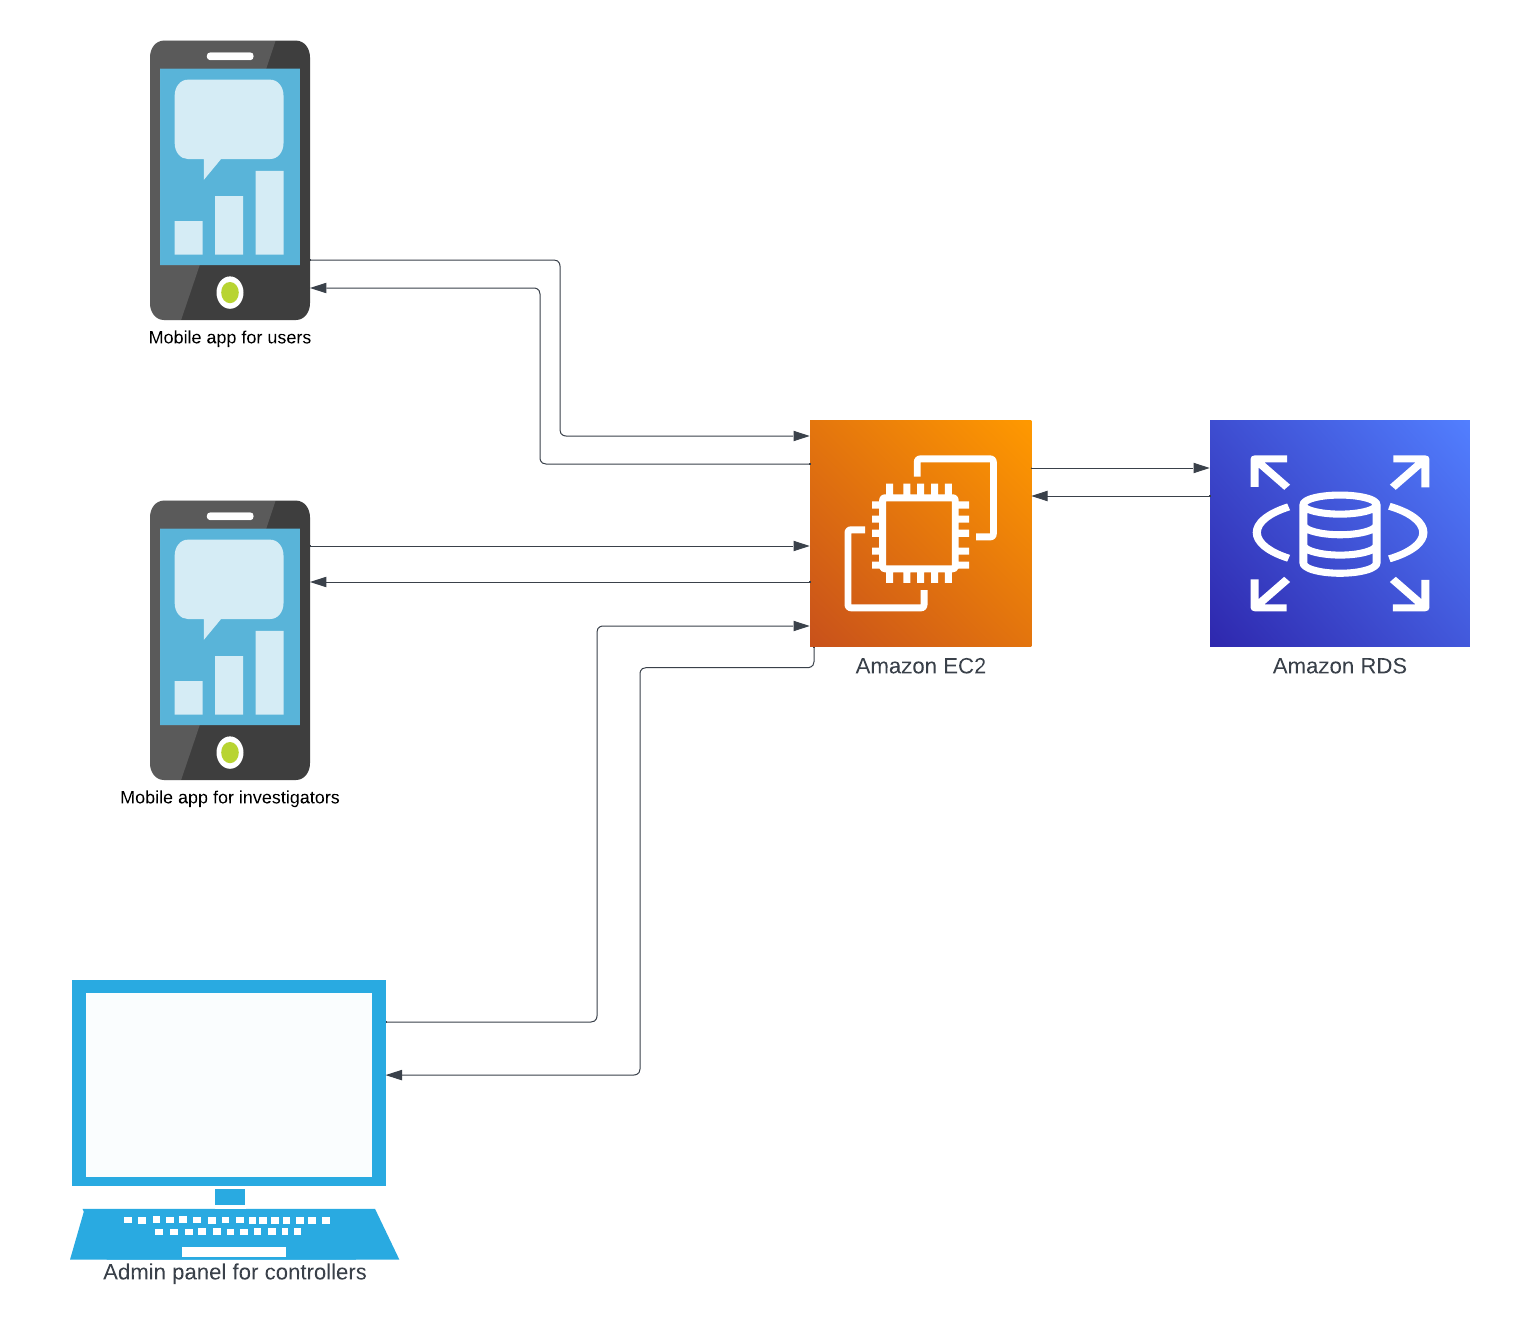 Mobile app for users
Amazon EC2
Amazon RDS
Mobile app for investigators
Admin panel for controllers